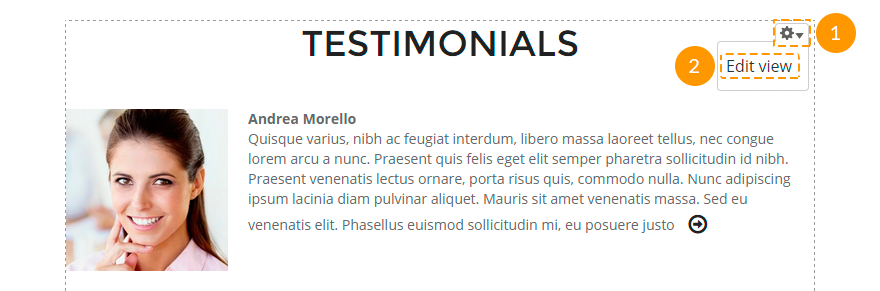 TESTIMONIALS
1
2
Edit view
Andrea Morello
Quisque varius, nibh ac feugiat interdum, libero massa laoreet tellus, nec congue
lorem arcu a nunc. Praesent quis felis eget elit semper pharetra sollicitudin id nibh.
Praesent venenatis lectus ornare, porta risus quis, commodo nulla. Nunc adipiscing
ipsum lacinia diam pulvinar aliquet. Mauris sit amet venenatis massa. Sed eu
venenatis elit. Phasellus euismod sollicitudin mi, eu posuere justo